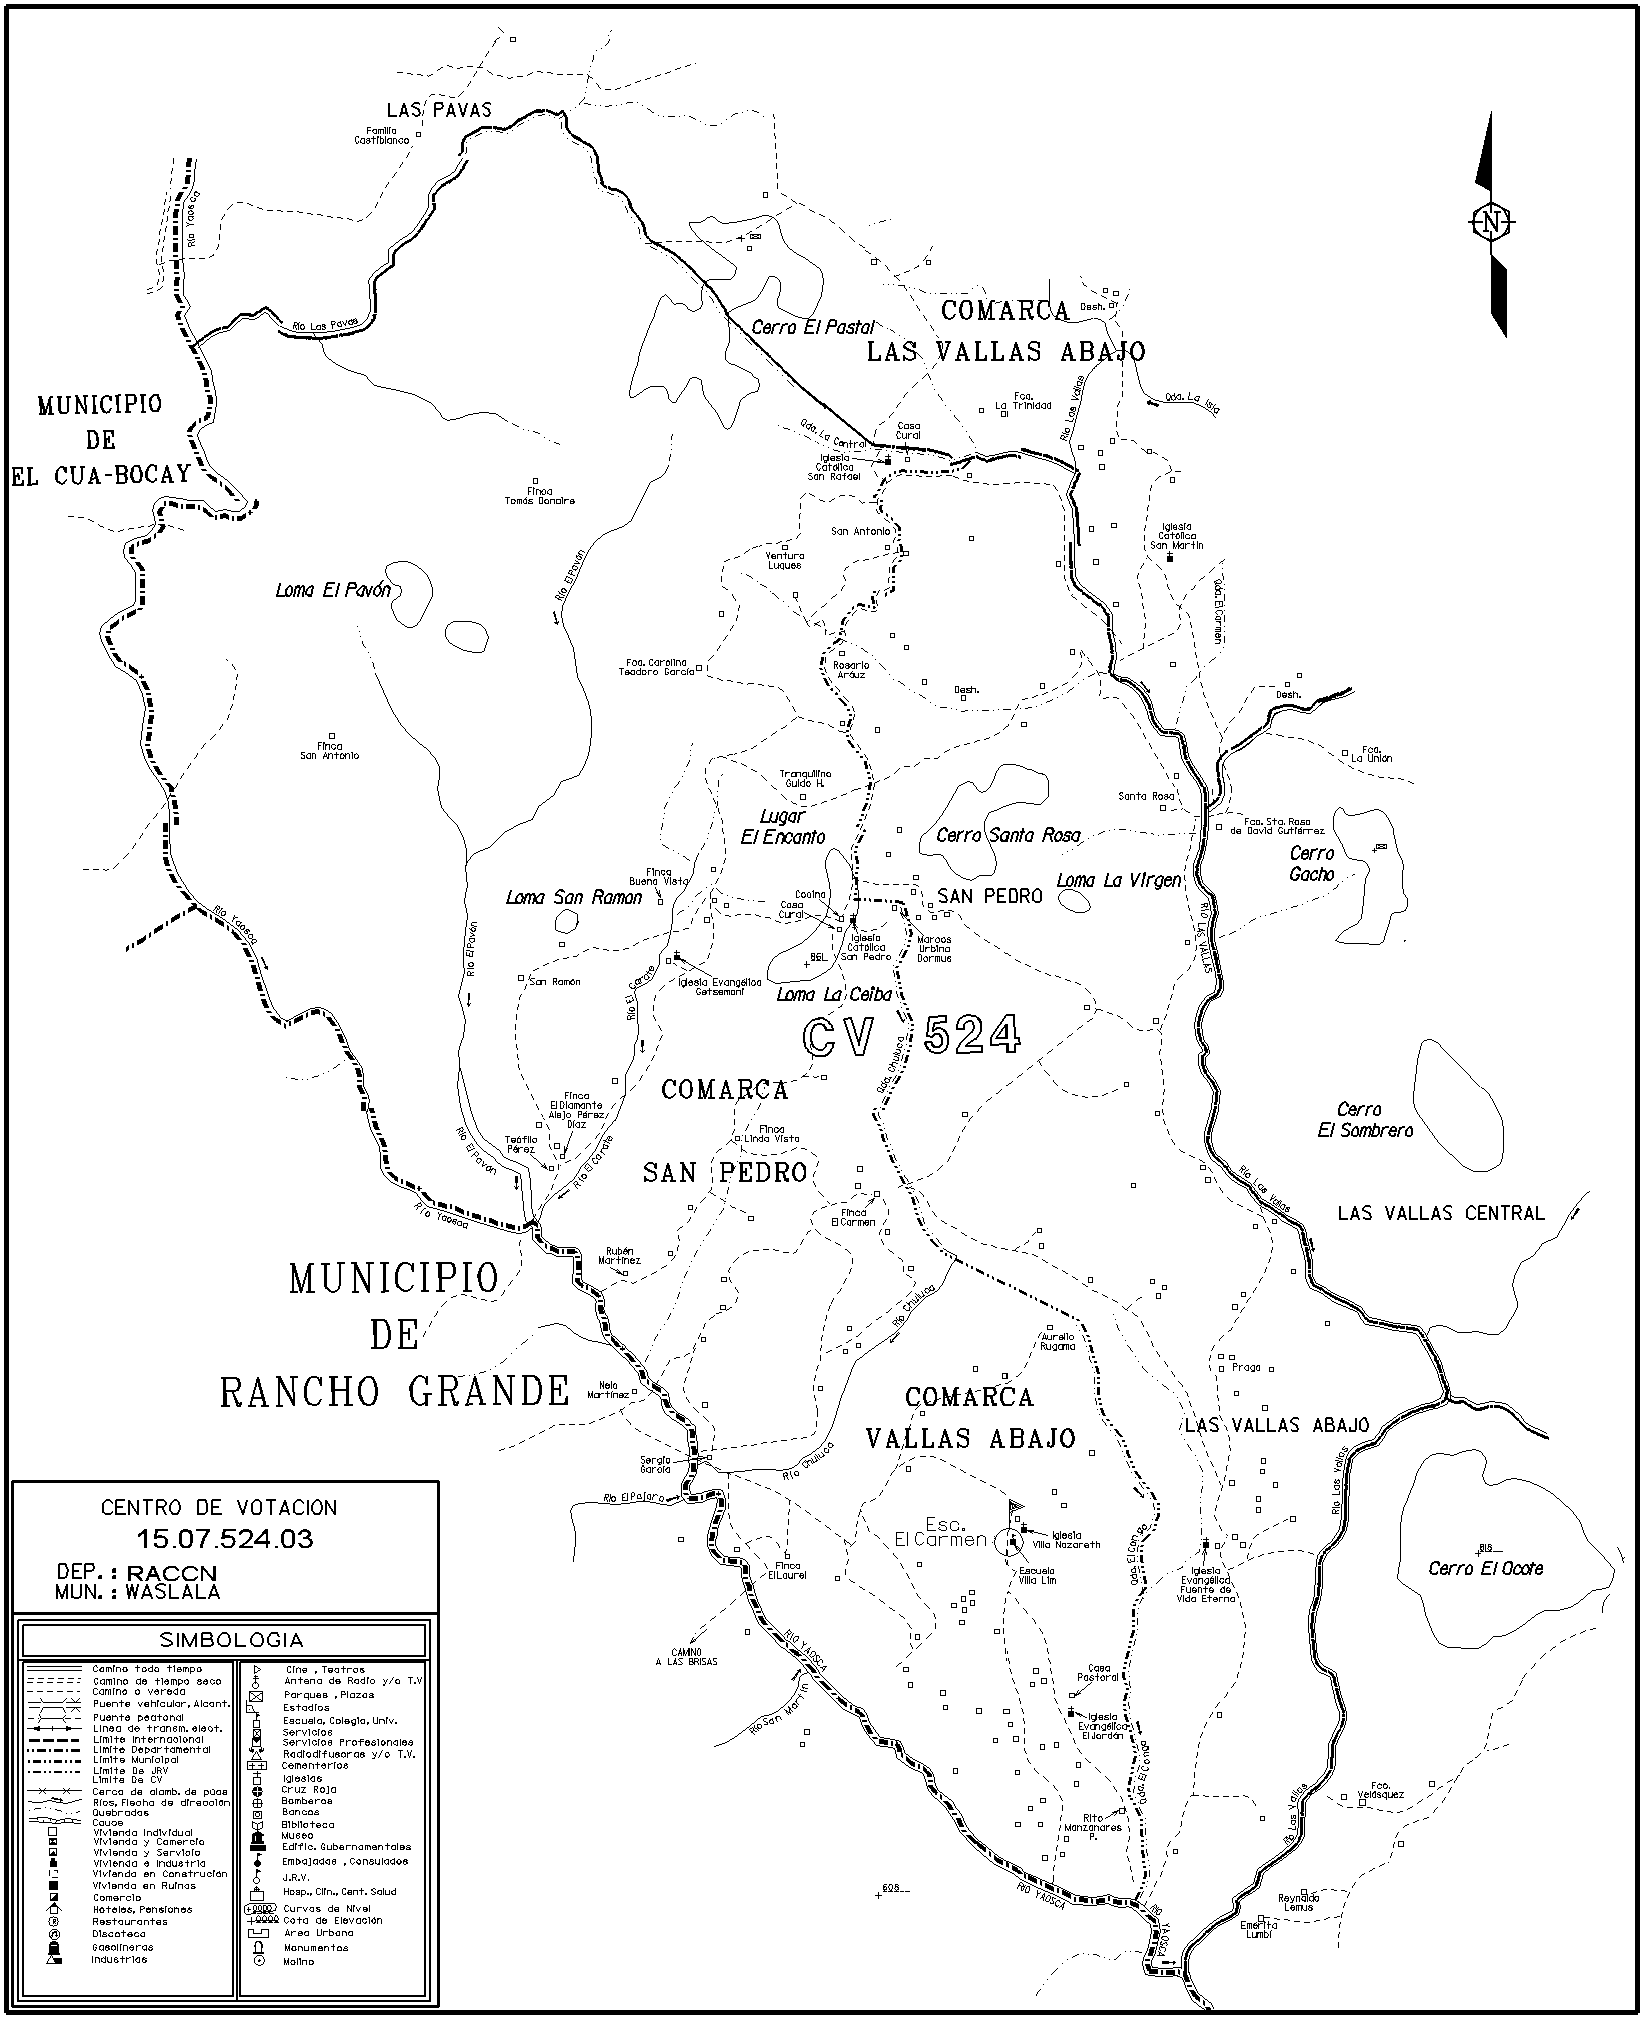 LAS PAVAS
Familia
Castiblanco
Río Yaosca
Río Las Pavas
Cerro El Pastal
COMARCA
LAS VALLAS ABAJO
Desh.
Qda. La Isla
Río Las Vallas
Fca.
La Trinidad
MUNICIPIO
DE
EL CUA-BOCAY
Qda. La Central
Casa
Cural
Iglesia
Católica
San Rafael
Finca
Tomás Donaire
San Antonio
Iglesia
Católica
San Martín
Ventura
Luques
Río El Pavón
Loma El Pavón
Qda. El Carmen
Fca. Carolina
Teodoro García
Rosario
Aráuz
Desh.
Desh.
Finca
San Antonio
Fca.
La Unión
Tranquilino
Guido H.
Santa Rosa
Lugar
El Encanto
Cerro Santa Rosa
Fca. Sta. Rosa
de David Gutiérrez
Cerro
Gacho
Finca
Buena Vista
Loma San Ramon
Cocina
Casa
Cural
SAN PEDRO
Loma La Virgen
Río Yaosca
Río El Pavón
RIO LAS VALLAS
Iglesia
Católica
San Pedro
Marcos
Urbina
Dormus
861
San Ramón
Río El Carate
Iglesia Evangélica
Getsemaní
Loma La Ceiba
CV 524
Qda. Chuluca
COMARCA
SAN PEDRO
Finca
El Diamante
Alejo Pérez
Díaz
Finca
Linda Vista
Teófilo
Pérez
Río El Pavón
Río El Carate
Cerro
El Sombrero
Río Las Vallas
LAS VALLAS CENTRAL
Río Yaosca
Finca
El Carmen
Rubén
Martínez
MUNICIPIO
DE
RANCHO GRANDE
Río Chuluca
Aurelio
Rugama
Nelo
Martínez
Praga
COMARCA
VALLAS ABAJO
LAS VALLAS ABAJO
Sergio
García
Río Chuluca
Río Las Vallas
Río El Pajaro
Esc.
El Carmen
Iglesia
Villa Nazareth
Escuela
Villa Lim
Qda. El Congo
Iglesia
Evangélica
Fuente de
Vida Eterna
818
Cerro El Ocote
Finca
El Laurel
CAMINO
A LAS BRISAS
RIO YAOSCA
Río San Martín
Casa
Pastoral
Iglesia
Evangélica
El Jordán
Qda. El Congo
Rito
Manzanares
P.
Fca.
Velásquez
Río Las Vallas
608
RIO YAOSCA
RIO YAOSCA
Reynaldo
Lemus
Emérita
Lumbí
N
CENTRO DE VOTACION
15.07.524.03
DEP. : RACCN
MUN. : WASLALA
SIMBOLOGIA
Camino todo tiempo
Camino de tiempo seco
Camino o vereda
Puente vehicular, Alcant.
Puente peatonal
Linea de transm. elect.
Limite Internacional
Limite Departamental
Limite Municipal
Limite De JRV
Limite De CV
Cerca de alamb. de púas
Ríos, Flecha de dirección
Quebradas
Cauce
Vivienda Individual
Vivienda y Comercio
Vivienda y Servicio
Vivienda e Industria
Vivienda en Construción
Vivienda en Ruinas
Comercio
Hoteles, Pensiones
Restaurantes
Discoteca
Gasolineras
Industrias
Cine , Teatros
Antena de Radio y/o T.V
Parques , Plazas
Estadios
Escuela, Colegio, Univ.
Servicios
Servicios Profesionales
Radiodifusoras y/o T.V.
Cementerios
Iglesias
Cruz Roja
Bomberos
Bancos
Biblioteca
Museo
Edific. Gubernamentales
Embajadas , Consulados
J.R.V.
Hosp., Clín., Cent. Salud
Curvas de Nivel
Cota de Elevación
Area Urbana
Monumentos
Molino